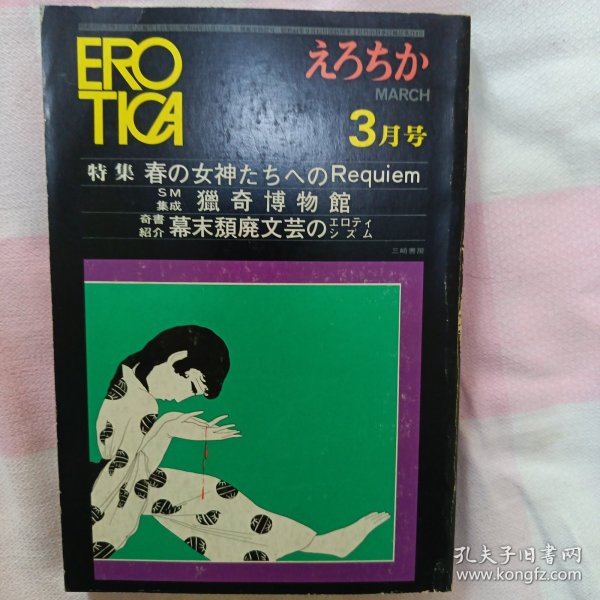 ERO
TICA
えろちか
MARCH
3月号
特集 春の女神たちへのRequiem
SM集成 獵奇博物館
奇書紹介 幕末頽廃文芸のエロティシズム
三崎書房
孔夫子旧书网
www.kongfz.com